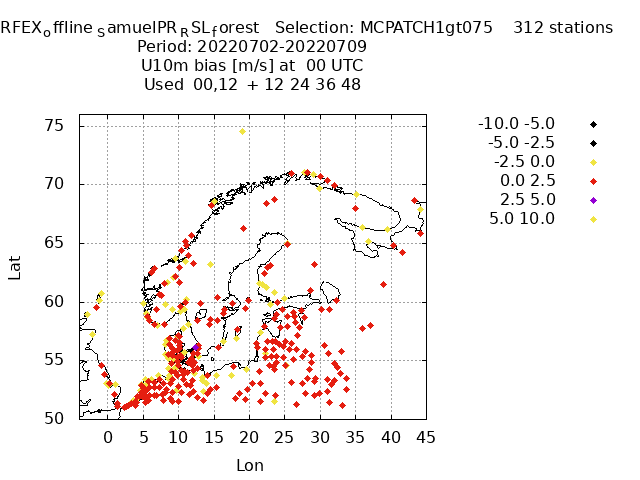 RFEXoffline SamuelPRRSLforest Selection: MCPATCH1gt075 312 stations
Period: 20220702-20220709
U10m bias [m/s] at 00 UTC
Used 00,12 + 12 24 36 48
-10.0 -5.0
-5.0 -2.5
-2.5 0.0
0.0 2.5
2.5 5.0
5.0 10.0
75
70
65
60
55
50
Lat
0 5 10 15 20 25 30 35 40 45
Lon